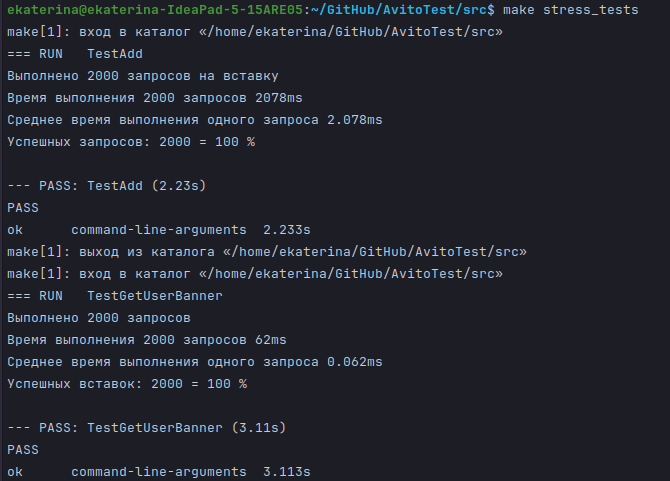 ekaterina@ekaterina-IdeaPad-5-15ARE05:~/GitHub/AvitoTest/src$ make stress_tests
make[1]: вход в каталог «/home/ekaterina/GitHub/AvitoTest/src»
=== RUN   TestAdd
Выполнено 2000 запросов на вставку
Время выполнения 2000 запросов 2078ms
Среднее время выполнения одного запроса 2.078ms
Успешных запросов: 2000 = 100 %
--- PASS: TestAdd (2.23s)
PASS
ok      command-line-arguments  2.233s
make[1]: выход из каталога «/home/ekaterina/GitHub/AvitoTest/src»
make[1]: вход в каталог «/home/ekaterina/GitHub/AvitoTest/src»
=== RUN   TestGetUserBanner
Выполнено 2000 запросов
Время выполнения 2000 запросов 62ms
Среднее время выполнения одного запроса 0.062ms
Успешных вставок: 2000 = 100 %
--- PASS: TestGetUserBanner (3.11s)
PASS
ok      command-line-arguments  3.113s